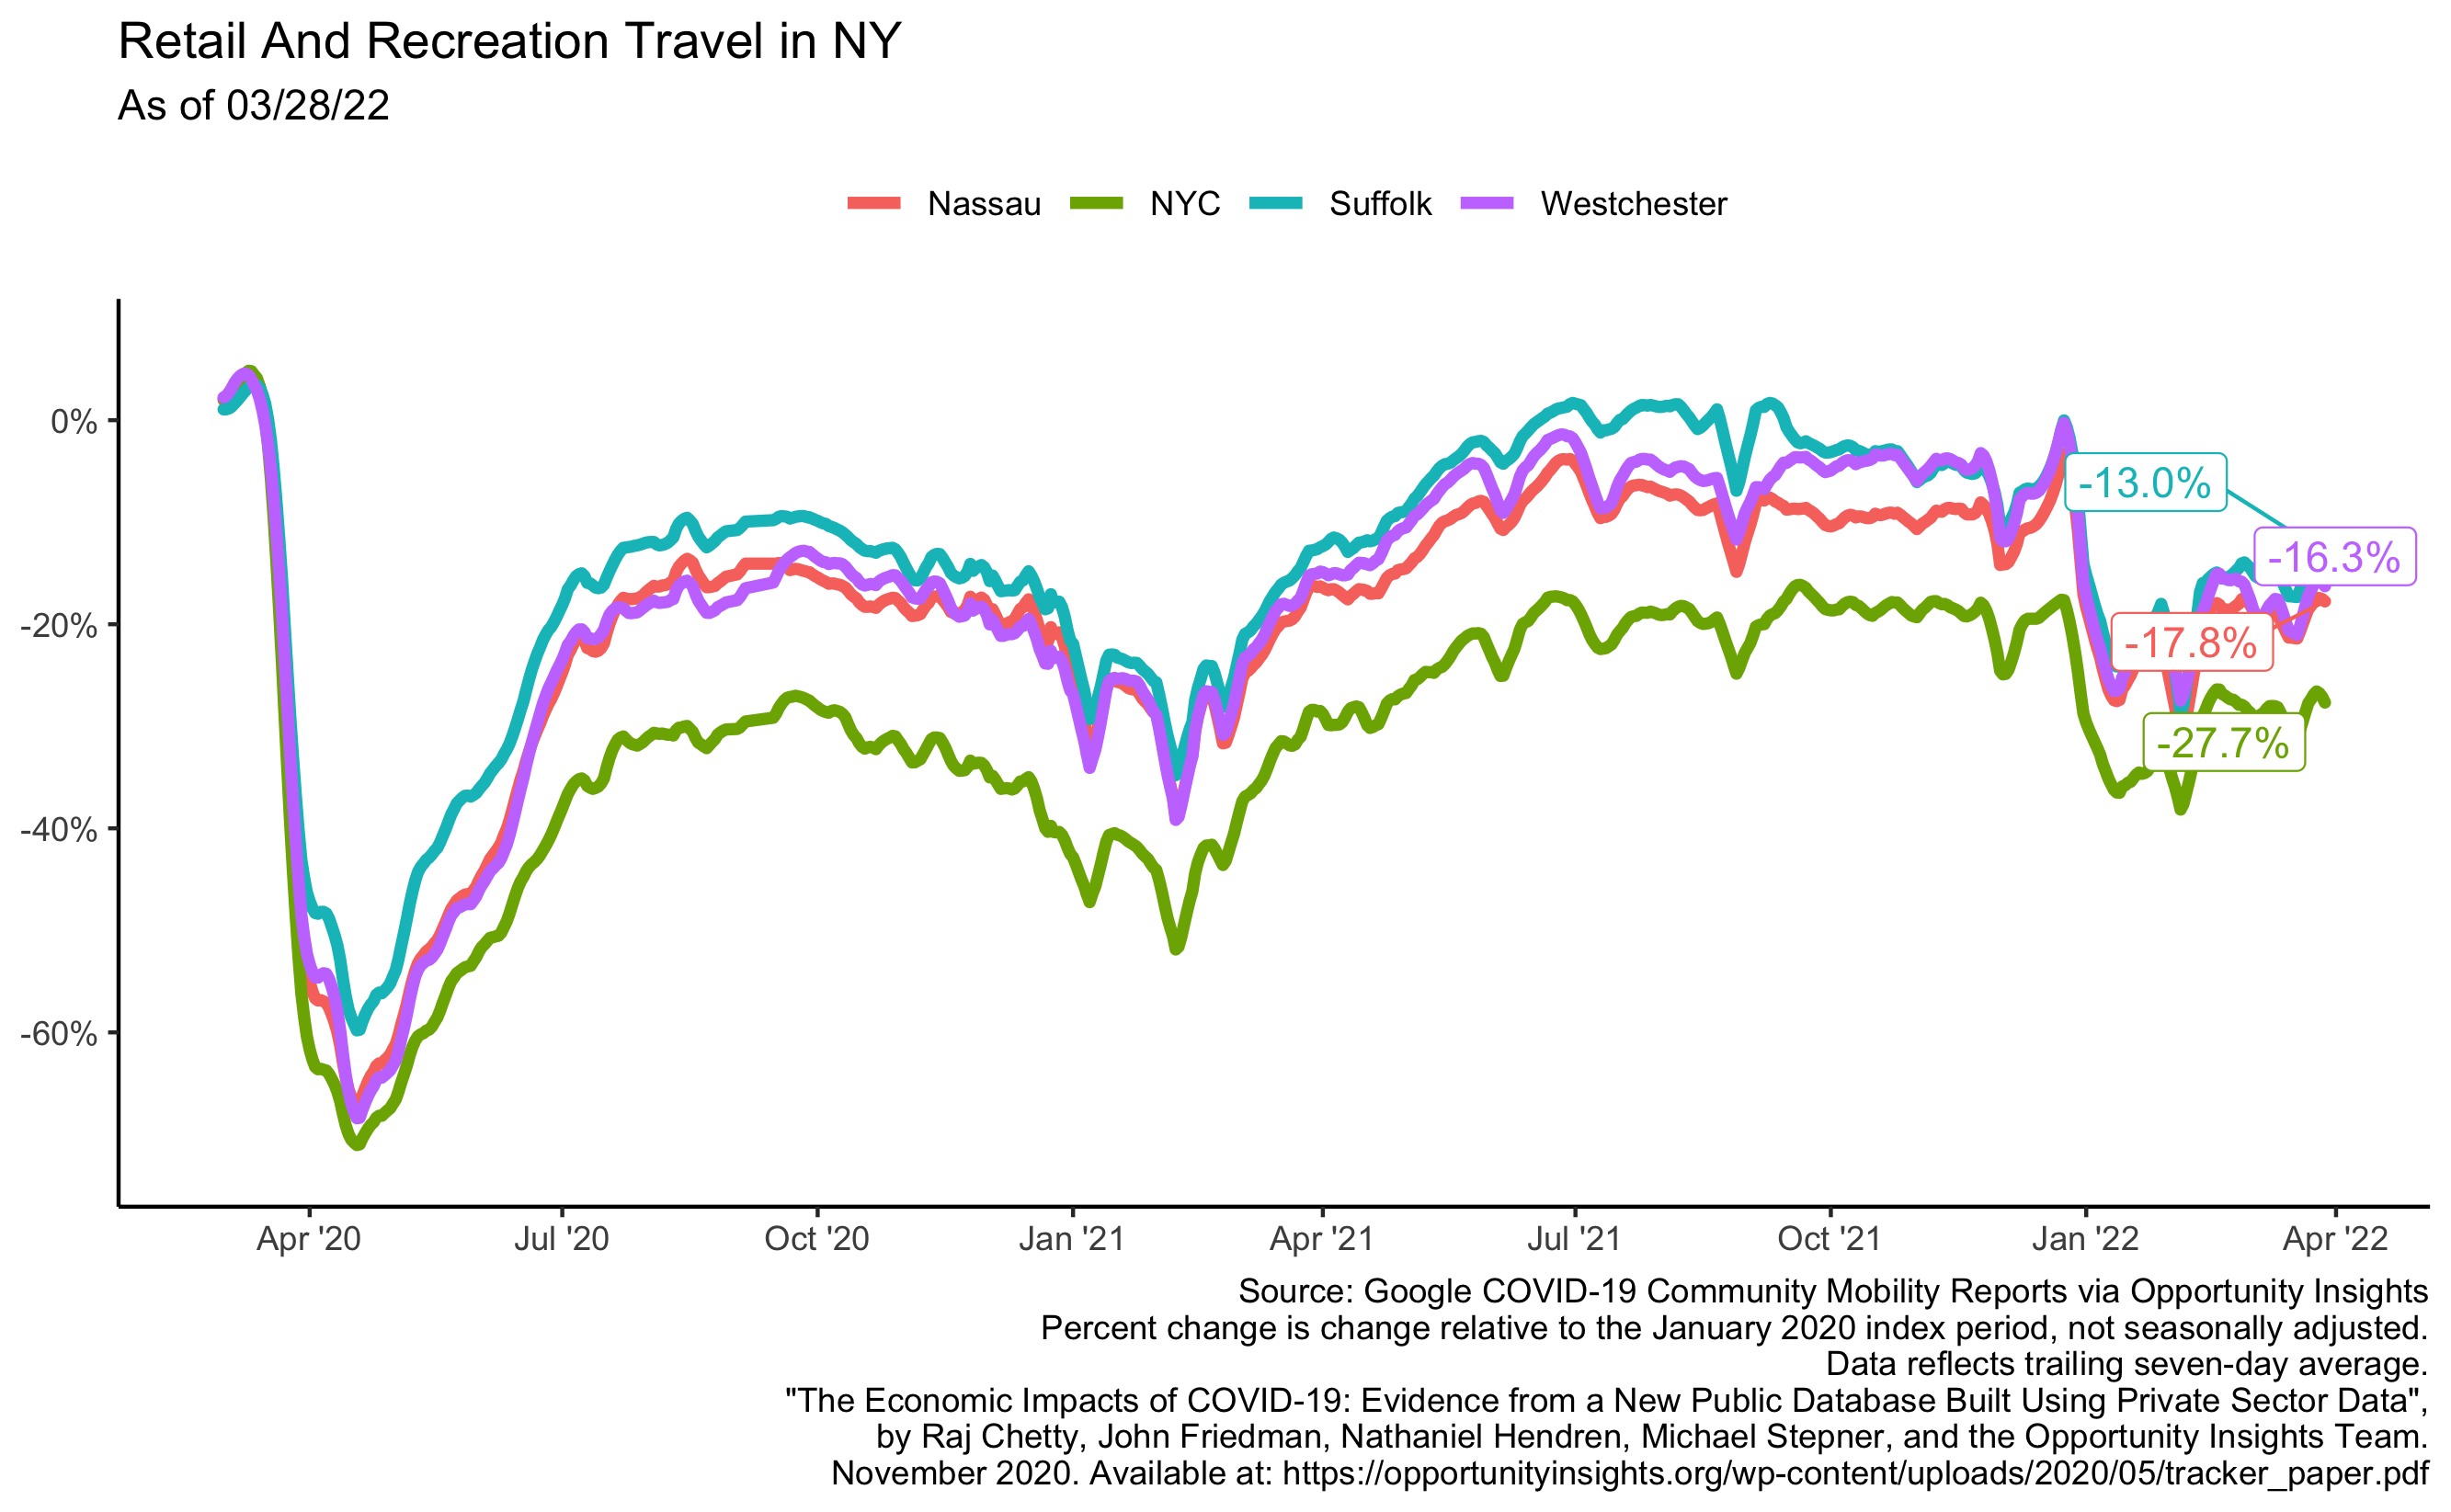 Retail And Recreation Travel in NY
As of 03/28/22
Nassau NYC Suffolk Westchester
0%
-20%
-40%
-60%
-13.0%
-16.3%
-17.8%
-27.7%
Apr '20 Jul '20 Oct '20 Jan '21 Apr '21 Jul '21 Oct '21 Jan '22 Apr '22
Source: Google COVID-19 Community Mobility Reports via Opportunity Insights
Percent change is change relative to the January 2020 index period, not seasonally adjusted.
Data reflects trailing seven-day average.
"The Economic Impacts of COVID-19: Evidence from a New Public Database Built Using Private Sector Data",
by Raj Chetty, John Friedman, Nathaniel Hendren, Michael Stepner, and the Opportunity Insights Team.
November 2020. Available at: https://opportunityinsights.org/wp-content/uploads/2020/05/tracker_paper.pdf